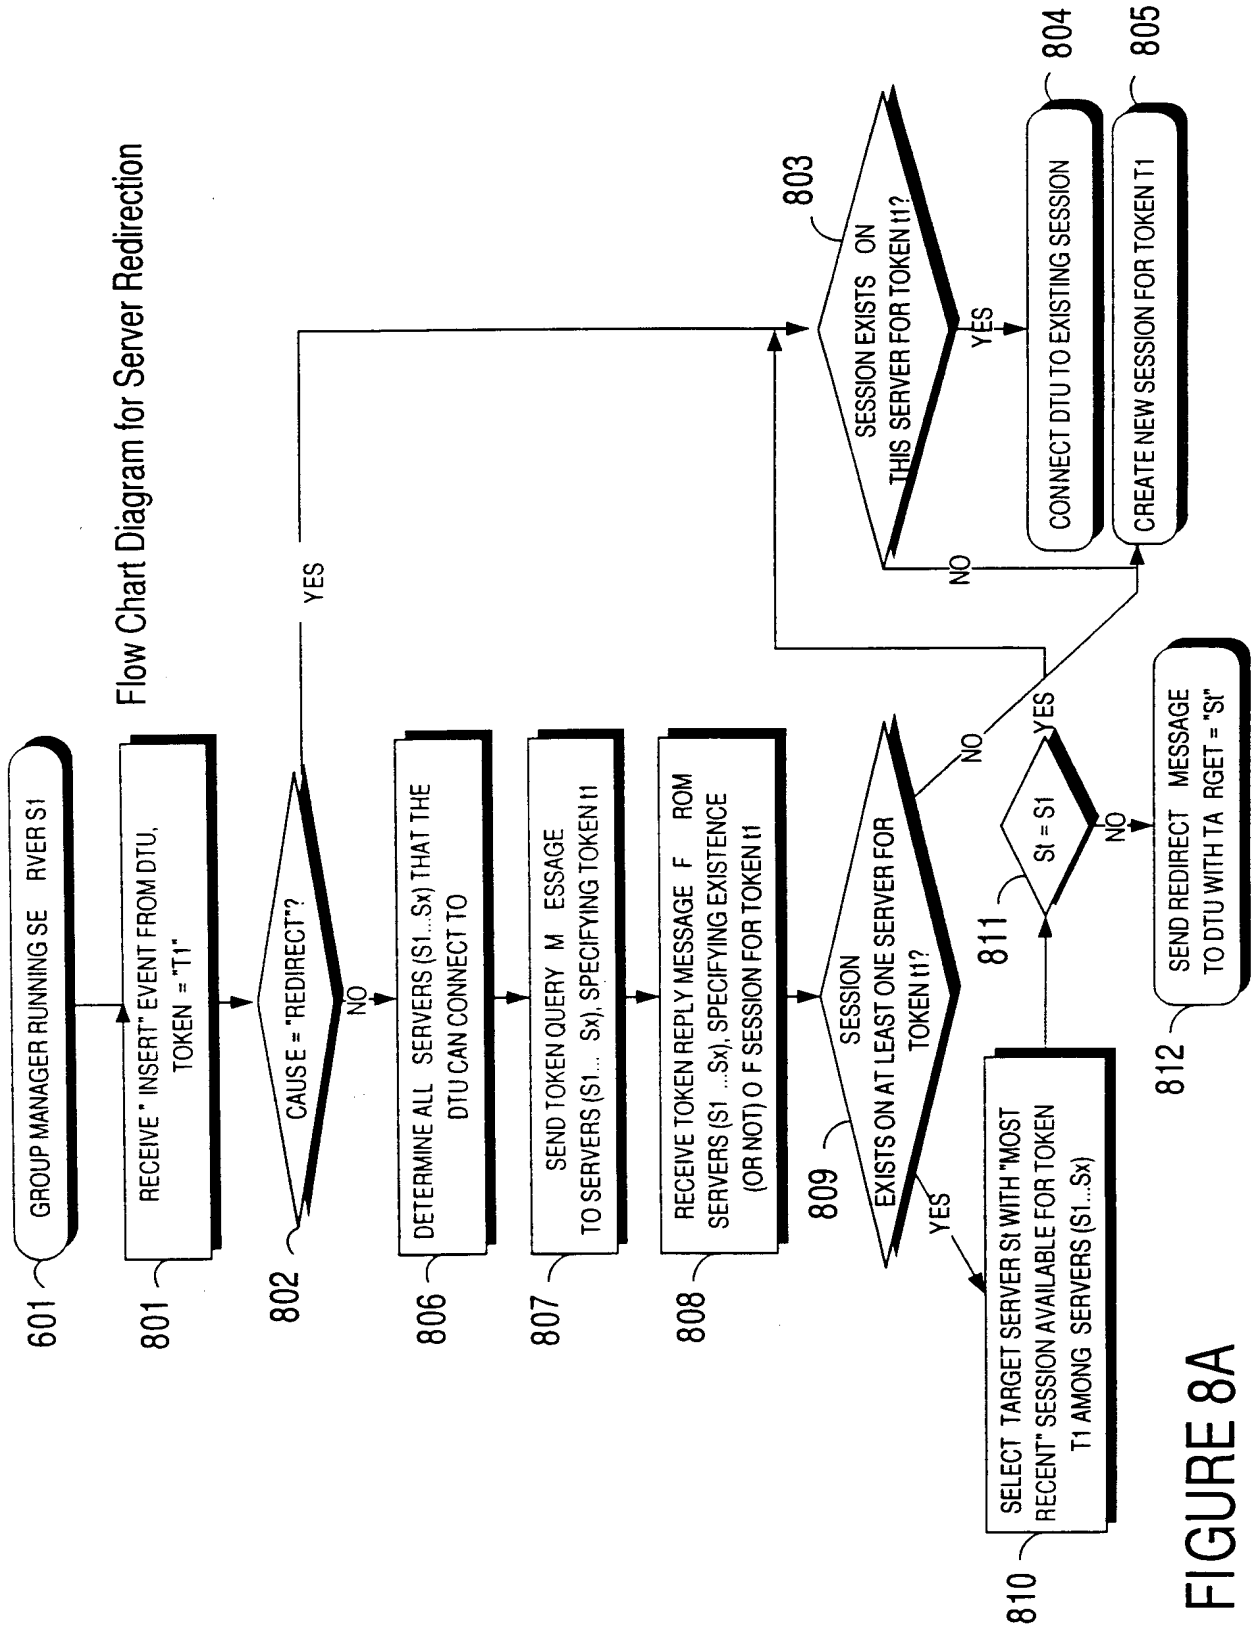 Flow Chart Diagram for Server Redirection
601
GROUP MANAGER RUNNING SE RVER S1
801
RECEIVE " INSERT" EVENT FROM DTU,
TOKEN = "T1"
802
CAUSE = "REDIRECT"?
YES
NO
806
DETERMINE ALL SERVERS (S1...Sx) THAT THE
DTU CAN CONNECT TO
807
SEND TOKEN QUERY M ESSAGE
TO SERVERS (S1... Sx), SPECIFYING TOKEN t1
808
RECEIVE TOKEN REPLY MESSAGE F ROM
SERVERS (S1 ...Sx), SPECIFYING EXISTENCE
(OR NOT) O F SESSION FOR TOKEN t1
809
SESSION
EXISTS ON AT LEAST ONE SERVER FOR
TOKEN t1?
YES
NO
810
SELECT TARGET SERVER St WITH "MOST
RECENT" SESSION AVAILABLE FOR TOKEN
T1 AMONG SERVERS (S1...Sx)
811
St = S1
YES
NO
812
SEND REDIRECT MESSAGE
TO DTU WITH TA RGET = "St"
803
SESSION EXISTS ON
THIS SERVER FOR TOKEN t1?
YES
NO
804
CONNECT DTU TO EXISTING SESSION
805
CREATE NEW SESSION FOR TOKEN T1
FIGURE 8A